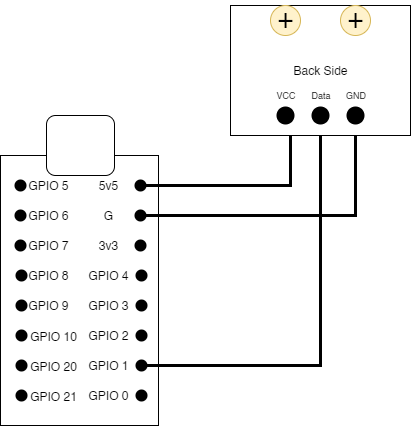 + +
Back Side
VCC Data GND
GPIO 5 5v5
GPIO 6 G
GPIO 7 3v3
GPIO 8 GPIO 4
GPIO 9 GPIO 3
GPIO 10 GPIO 2
GPIO 20 GPIO 1
GPIO 21 GPIO 0